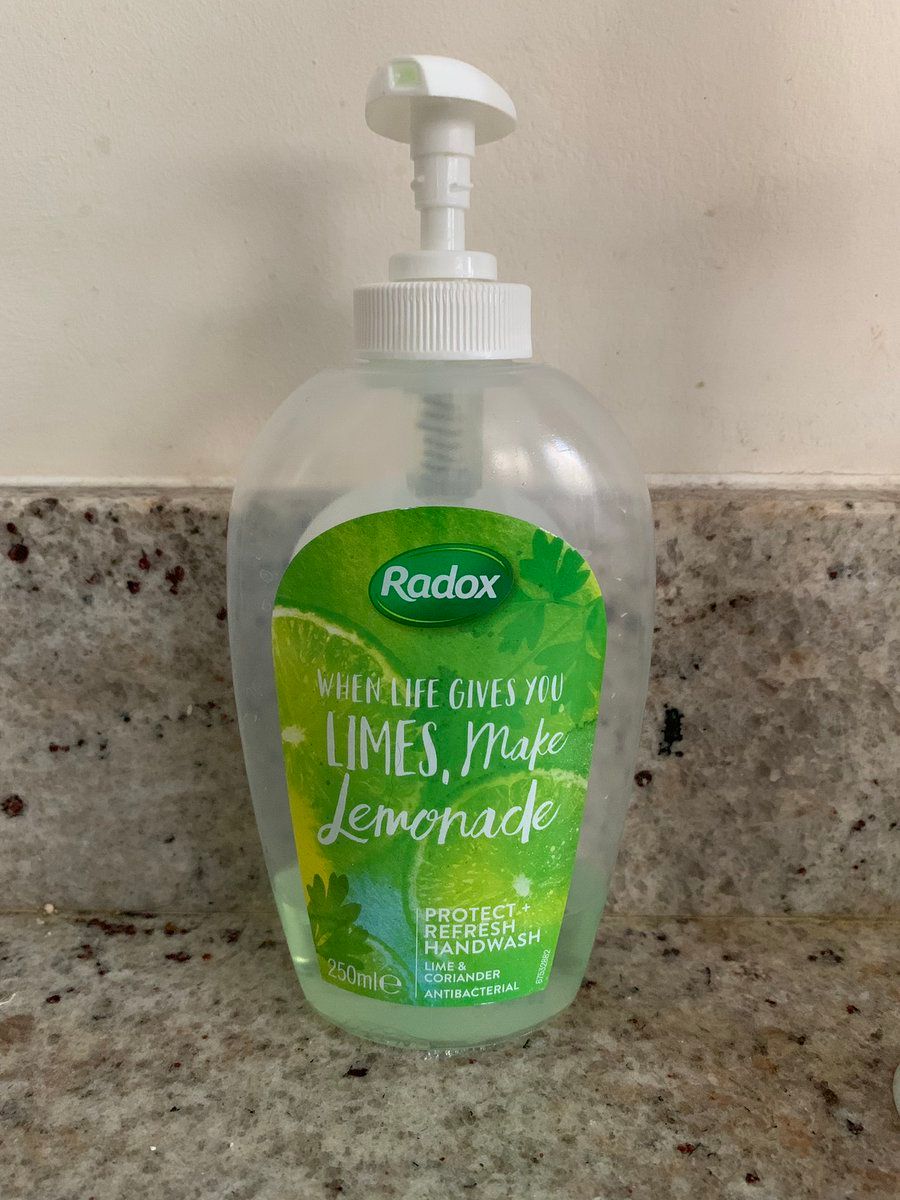 Radox
WHEN LIFE GIVES YOU
LIMES, Make
Lemonade
PROTECT +
REFRESH
HANDWASH
LIME &
CORIANDER
ANTIBACTERIAL
250ml ℮